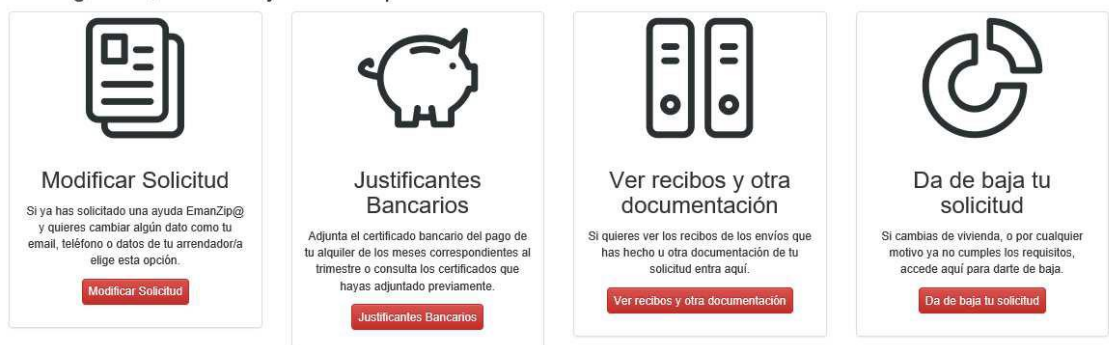 Modificar Solicitud
Si ya has solicitado una ayuda EmanZip@
y quieres cambiar algún dato como tu
email, teléfono o datos de tu arrendador/a
elige esta opción.
Modificar Solicitud
Justificantes
Bancarios
Adjunta el certificado bancario del pago de
tu alquiler de los meses correspondientes al
trimestre o consulta los certificados que
hayas adjuntado previamente.
Justificantes Bancarios
Ver recibos y otra
documentación
Si quieres ver los recibos de los envíos que
has hecho u otra documentación de tu
solicitud entra aquí.
Ver recibos y otra documentación
Da de baja tu
solicitud
Si cambias de vivienda, o por cualquier
motivo ya no cumples los requisitos,
accede aquí para darte de baja.
Da de baja tu solicitud